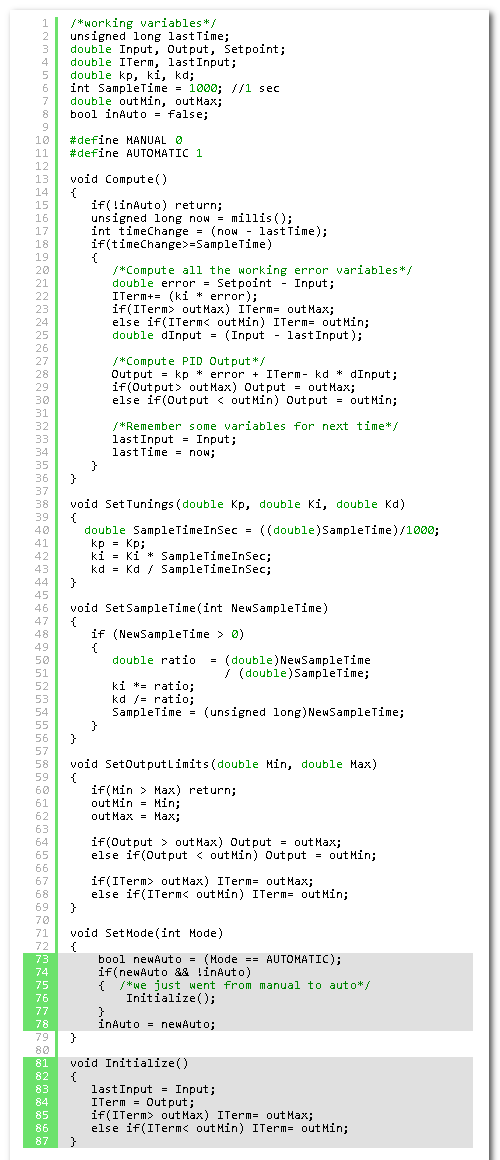 1 /*working variables*/
2 unsigned long lastTime;
3 double Input, Output, Setpoint;
4 double ITerm, lastInput;
5 double kp, ki, kd;
6 int SampleTime = 1000; //1 sec
7 double outMin, outMax;
8 bool inAuto = false;
9
10 #define MANUAL 0
11 #define AUTOMATIC 1
12
13 void Compute()
14 {
15    if(!inAuto) return;
16    unsigned long now = millis();
17    int timeChange = (now - lastTime);
18    if(timeChange>=SampleTime)
19    {
20       /*Compute all the working error variables*/
21       double error = Setpoint - Input;
22       ITerm+= (ki * error);
23       if(ITerm> outMax) ITerm= outMax;
24       else if(ITerm< outMin) ITerm= outMin;
25       double dInput = (Input - lastInput);
26
27       /*Compute PID Output*/
28       Output = kp * error + ITerm- kd * dInput;
29       if(Output> outMax) Output = outMax;
30       else if(Output < outMin) Output = outMin;
31
32       /*Remember some variables for next time*/
33       lastInput = Input;
34       lastTime = now;
35    }
36 }
37
38 void SetTunings(double Kp, double Ki, double Kd)
39 {
40   double SampleTimeInSec = ((double)SampleTime)/1000;
41    kp = Kp;
42    ki = Ki * SampleTimeInSec;
43    kd = Kd / SampleTimeInSec;
44 }
45
46 void SetSampleTime(int NewSampleTime)
47 {
48    if (NewSampleTime > 0)
49    {
50       double ratio  = (double)NewSampleTime
51                       / (double)SampleTime;
52       ki *= ratio;
53       kd /= ratio;
54       SampleTime = (unsigned long)NewSampleTime;
55    }
56 }
57
58 void SetOutputLimits(double Min, double Max)
59 {
60    if(Min > Max) return;
61    outMin = Min;
62    outMax = Max;
63
64    if(Output > outMax) Output = outMax;
65    else if(Output < outMin) Output = outMin;
66
67    if(ITerm> outMax) ITerm= outMax;
68    else if(ITerm< outMin) ITerm= outMin;
69 }
70
71 void SetMode(int Mode)
72 {
73     bool newAuto = (Mode == AUTOMATIC);
74     if(newAuto && !inAuto)
75     {  /*we just went from manual to auto*/
76         Initialize();
77     }
78     inAuto = newAuto;
79 }
80
81 void Initialize()
82 {
83    lastInput = Input;
84    ITerm = Output;
85    if(ITerm> outMax) ITerm= outMax;
86    else if(ITerm< outMin) ITerm= outMin;
87 }